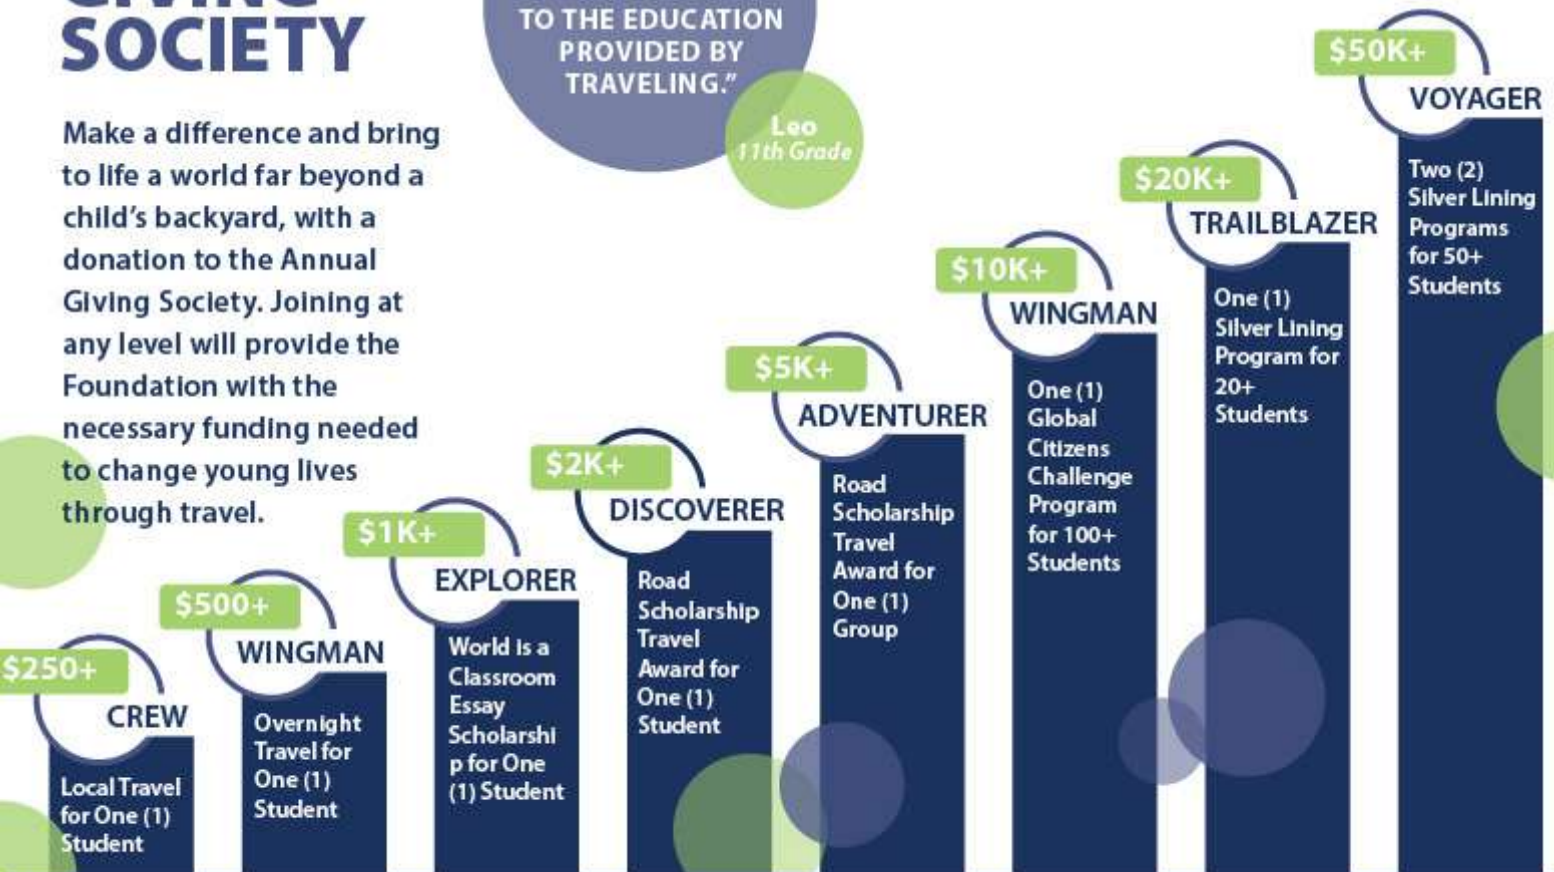 SOCIETY
Make a difference and bring
to life a world far beyond a
child's backyard, with a
donation to the Annual
Giving Society. Joining at
any level will provide the
Foundation with the
necessary funding needed
to change young lives
through travel.
TO THE EDUCATION
PROVIDED BY
TRAVELING.”
Leo
11th Grade
$250+
CREW
Local Travel
for One (1)
Student
$500+
WINGMAN
Overnight
Travel for
One (1)
Student
$1K+
EXPLORER
World is a
Classroom
Essay
Scholarshi
p for One
(1) Student
$2K+
DISCOVERER
Road
Scholarship
Travel
Award for
One (1)
Student
$5K+
ADVENTURER
Road
Scholarship
Travel
Award for
One (1)
Group
$10K+
WINGMAN
One (1)
Global
Citizens
Challenge
Program
for 100+
Students
$20K+
TRAILBLAZER
One (1)
Silver Lining
Program for
20+
Students
$50K+
VOYAGER
Two (2)
Silver Lining
Programs
for 50+
Students